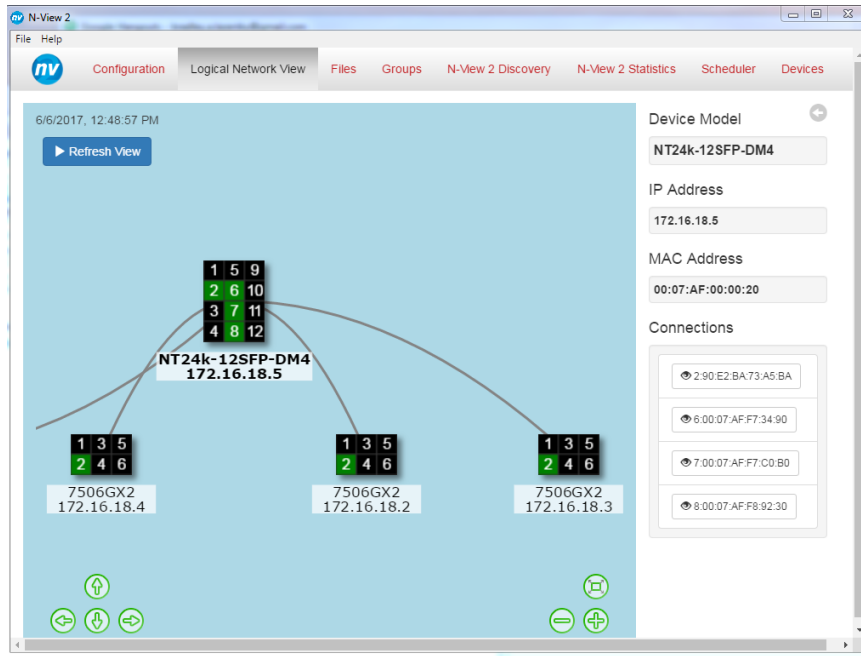 N-View 2
File Help
nv Configuration Logical Network View Files Groups N-View 2 Discovery N-View 2 Statistics Scheduler Devices
6/6/2017, 12:48:57 PM
Refresh View
1 5 9
2 6 10
3 7 11
4 8 12
NT24k-12SFP-DM4
172.16.18.5
1 3 5
2 4 6
7506GX2
172.16.18.4
1 3 5
2 4 6
7506GX2
172.16.18.2
1 3 5
2 4 6
7506GX2
172.16.18.3
Device Model
NT24k-12SFP-DM4
IP Address
172.16.18.5
MAC Address
00:07:AF:00:00:20
Connections
2:90:E2:BA:73:A5:BA
6:00:07:AF:F7:34:90
7:00:07:AF:F7:C0:B0
8:00:07:AF:F8:92:30